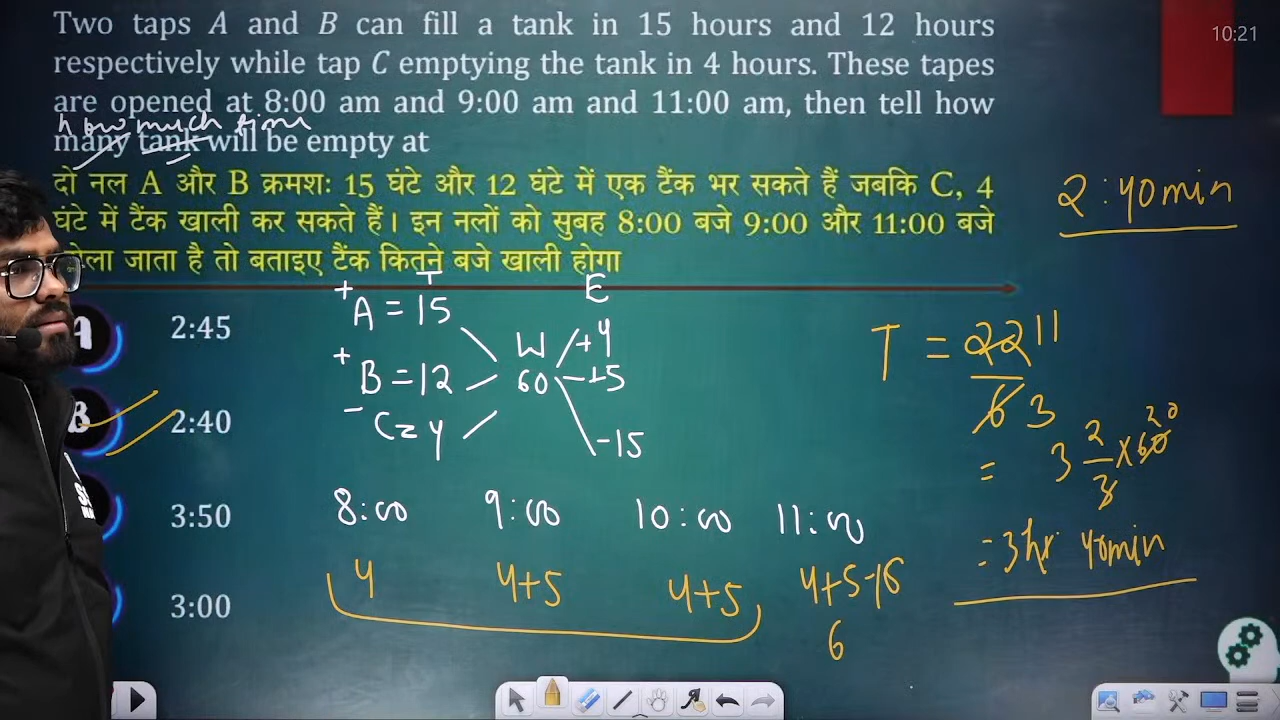 10:21
Two taps A and B can fill a tank in 15 hours and 12 hours
respectively while tap C emptying the tank in 4 hours. These tapes
are opened at 8:00 am and 9:00 am and 11:00 am, then tell how
how much time
many tank will be empty at
दो नल A और B क्रमशः 15 घंटे और 12 घंटे में एक टैंक भर सकते हैं जबकि C, 4
घंटे में टैंक खाली कर सकते हैं। इन नलों को सुबह 8:00 बजे 9:00 और 11:00 बजे
जाता है तो बताइए टैंक कितने बजे खाली होगा
2:40min
A 2:45
B 2:40
3:50
3:00
T E
+ A = 15 W +4
+ B = 12 60 +5
- C = 4 -15
8:00 9:00 10:00 11:00
4 4+5 4+5 4+5-15
6
T = 22 11
6 3
= 3 2/3 × 60 20
= 3hr 40min